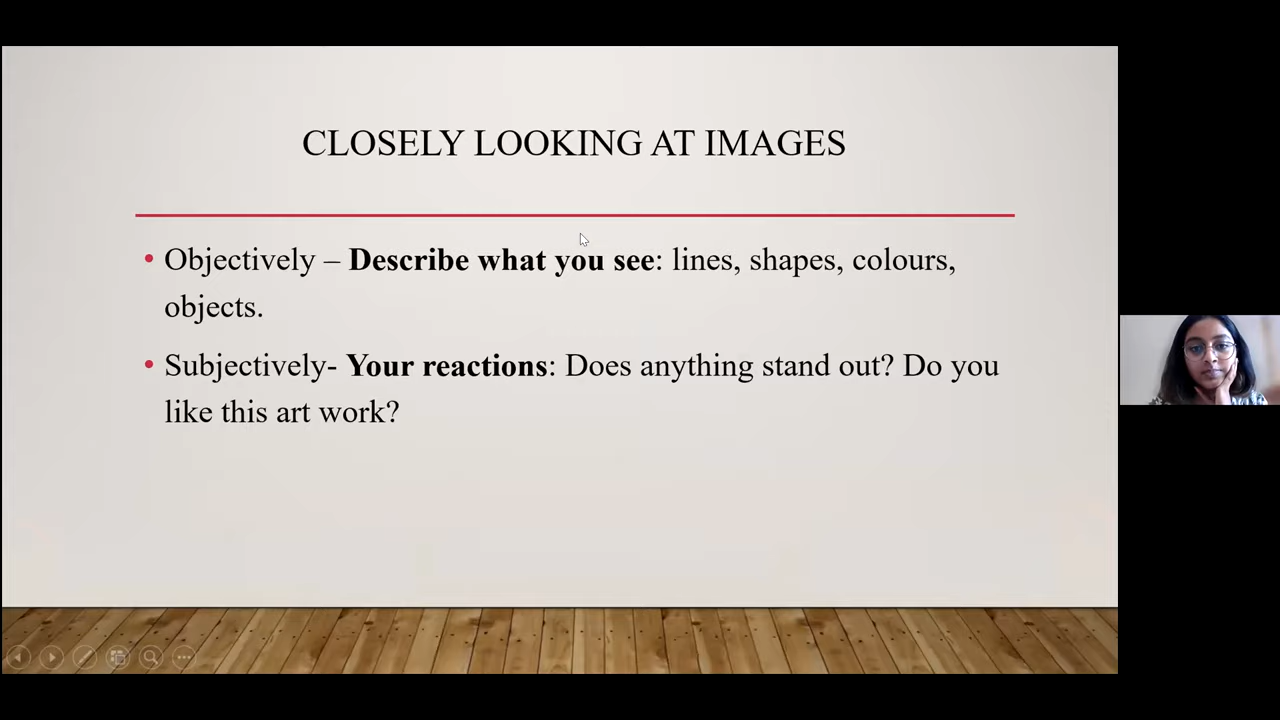 CLOSELY LOOKING AT IMAGES
• Objectively – Describe what you see: lines, shapes, colours,
objects.
• Subjectively- Your reactions: Does anything stand out? Do you
like this art work?